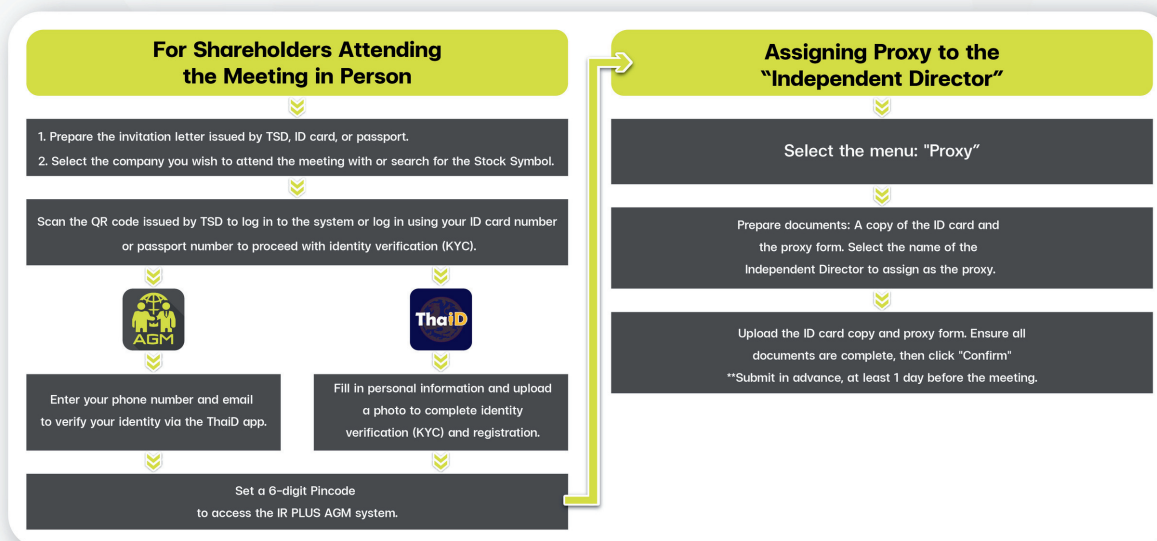 For Shareholders Attending
the Meeting in Person
1. Prepare the invitation letter issued by TSD, ID card, or passport.
2. Select the company you wish to attend the meeting with or search for the Stock Symbol.
Scan the QR code issued by TSD to log in to the system or log in using your ID card number
or passport number to proceed with identity verification (KYC).
AGM
ThaiD
Enter your phone number and email
to verify your identity via the ThaiD app.
Fill in personal information and upload
a photo to complete identity
verification (KYC) and registration.
Set a 6-digit Pincode
to access the IR PLUS AGM system.
Assigning Proxy to the
“Independent Director”
Select the menu: "Proxy”
Prepare documents: A copy of the ID card and
the proxy form. Select the name of the
Independent Director to assign as the proxy.
Upload the ID card copy and proxy form. Ensure all
documents are complete, then click "Confirm"
**Submit in advance, at least 1 day before the meeting.